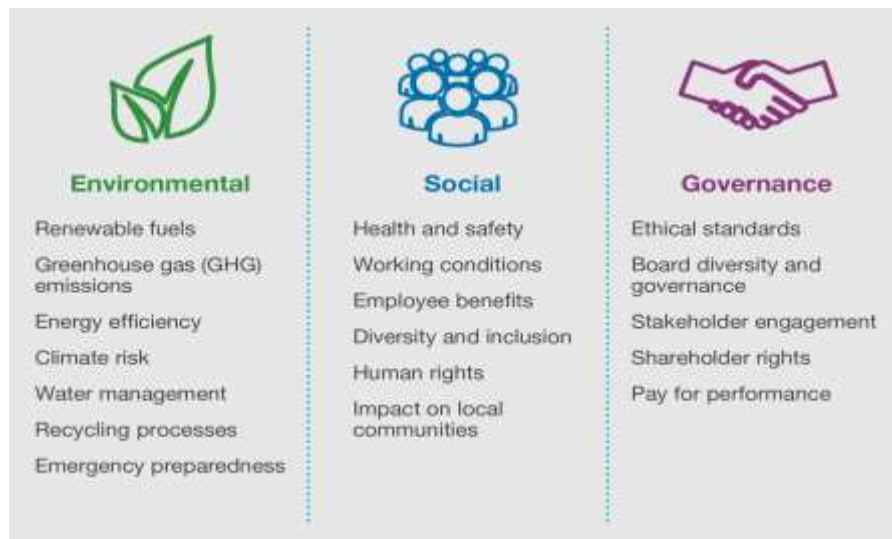 Environmental
Renewable fuels
Greenhouse gas (GHG)
emissions
Energy efficiency
Climate risk
Water management
Recycling processes
Emergency preparedness
Social
Health and safety
Working conditions
Employee benefits
Diversity and inclusion
Human rights
Impact on local
communities
Governance
Ethical standards
Board diversity and
governance
Stakeholder engagement
Shareholder rights
Pay for performance